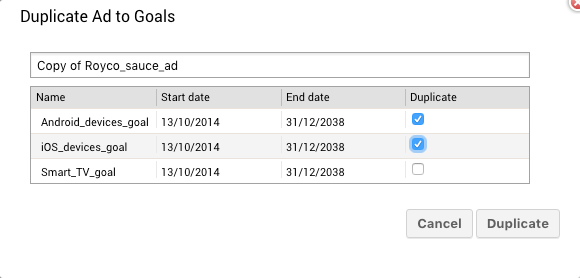 Duplicate Ad to Goals
Copy of Royco_sauce_ad
Name Start date End date Duplicate
Android_devices_goal 13/10/2014 31/12/2038
iOS_devices_goal 13/10/2014 31/12/2038
Smart_TV_goal 13/10/2014 31/12/2038
Cancel Duplicate